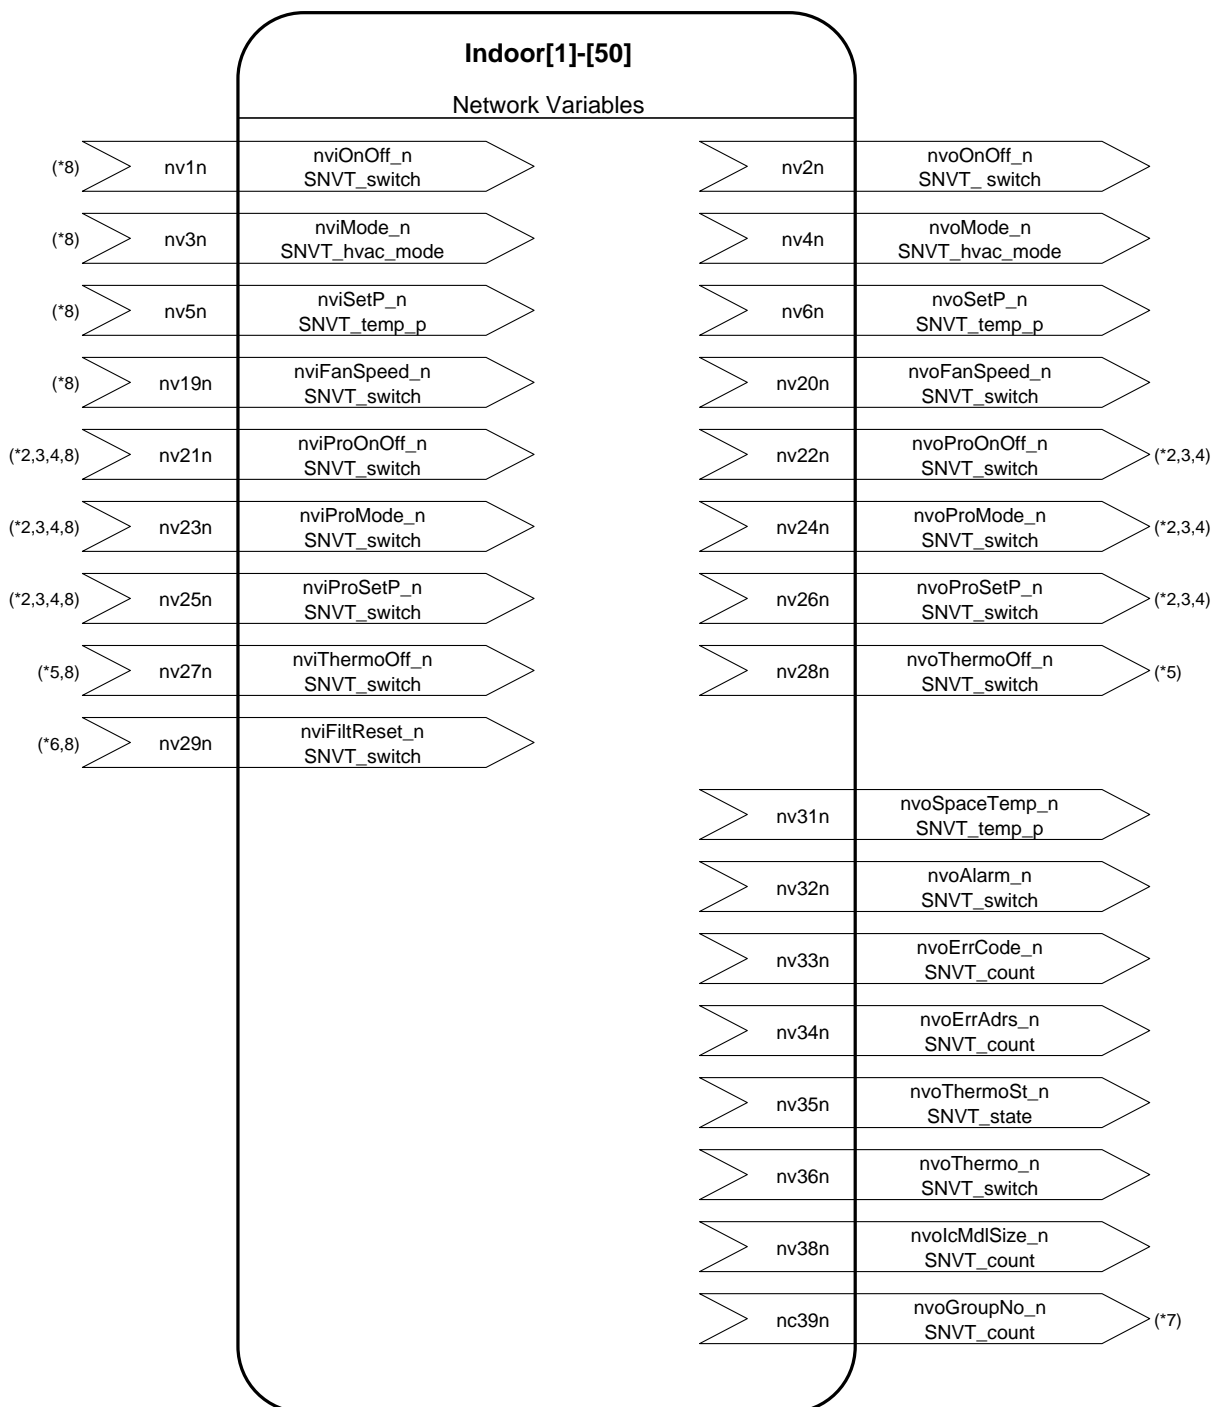 Indoor[1]-[50]
Network Variables
(*8) nv1n nviOnOff_n nv2n nvoOnOff_n
SNVT_switch SNVT_ switch
(*8) nv3n nviMode_n nv4n nvoMode_n
SNVT_hvac_mode SNVT_hvac_mode
(*8) nv5n nviSetP_n nv6n nvoSetP_n
SNVT_temp_p SNVT_temp_p
(*8) nv19n nviFanSpeed_n nv20n nvoFanSpeed_n
SNVT_switch SNVT_switch
(*2,3,4,8) nv21n nviProOnOff_n nv22n nvoProOnOff_n (*2,3,4)
SNVT_switch SNVT_switch
(*2,3,4,8) nv23n nviProMode_n nv24n nvoProMode_n (*2,3,4)
SNVT_switch SNVT_switch
(*2,3,4,8) nv25n nviProSetP_n nv26n nvoProSetP_n (*2,3,4)
SNVT_switch SNVT_switch
(*5,8) nv27n nviThermoOff_n nv28n nvoThermoOff_n (*5)
SNVT_switch SNVT_switch
(*6,8) nv29n nviFiltReset_n
SNVT_switch
nv31n nvoSpaceTemp_n
SNVT_temp_p
nv32n nvoAlarm_n
SNVT_switch
nv33n nvoErrCode_n
SNVT_count
nv34n nvoErrAdrs_n
SNVT_count
nv35n nvoThermoSt_n
SNVT_state
nv36n nvoThermo_n
SNVT_switch
nv38n nvoIcMdlSize_n
SNVT_count
nc39n nvoGroupNo_n (*7)
SNVT_count